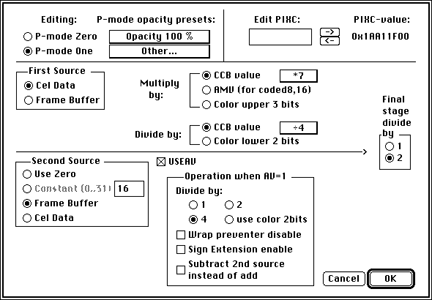 Editing:
P-mode opacity presets:
Edit PIXC:
PIXC-value:
P-mode Zero
P-mode One
Opacity 100 %
Other...
->
<-
0x1AA11F00
First Source
Cel Data
Frame Buffer
Multiply by:
CCB value
*7
AMV (for coded8,16)
Color upper 3 bits
Divide by:
CCB value
÷4
Color lower 2 bits
Final
stage
divide
by
1
2
Second Source
Use Zero
Constant (0..31)
16
Frame Buffer
Cel Data
USEAV
Operation when AV=1
Divide by:
1
2
4
use color 2bits
Wrap preventer disable
Sign Extension enable
Subtract 2nd source
instead of add
Cancel
OK